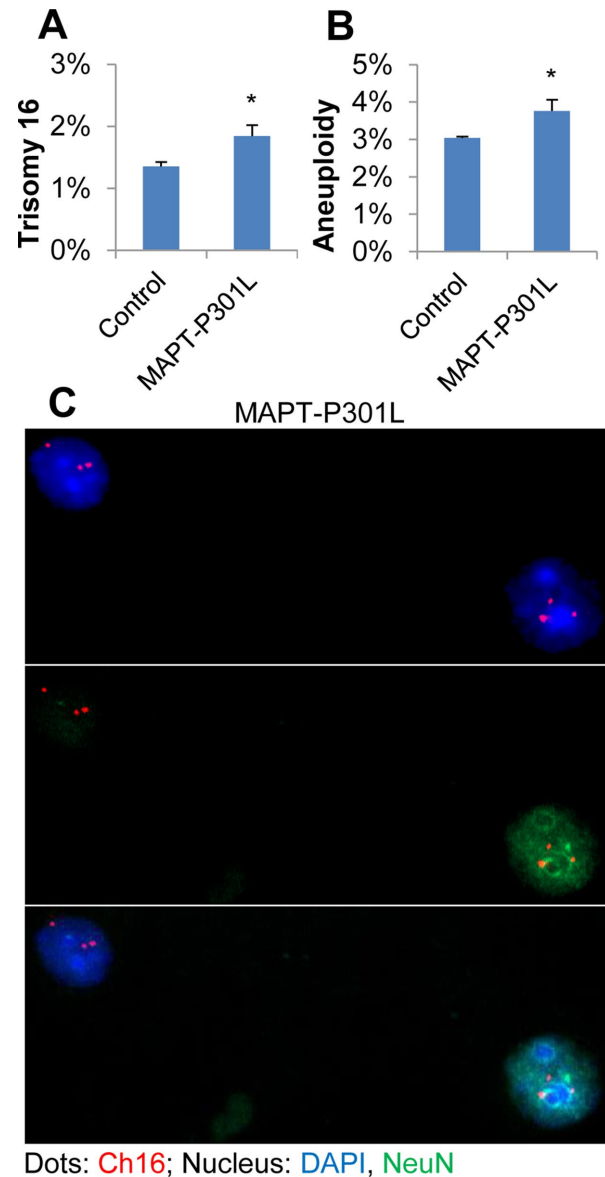 A
B
Trisomy 16
3%
2%
1%
0%
*
Control
MAPT-P301L
Aneuploidy
5%
4%
3%
2%
1%
0%
*
Control
MAPT-P301L
C
MAPT-P301L
Dots: Ch16; Nucleus: DAPI, NeuN